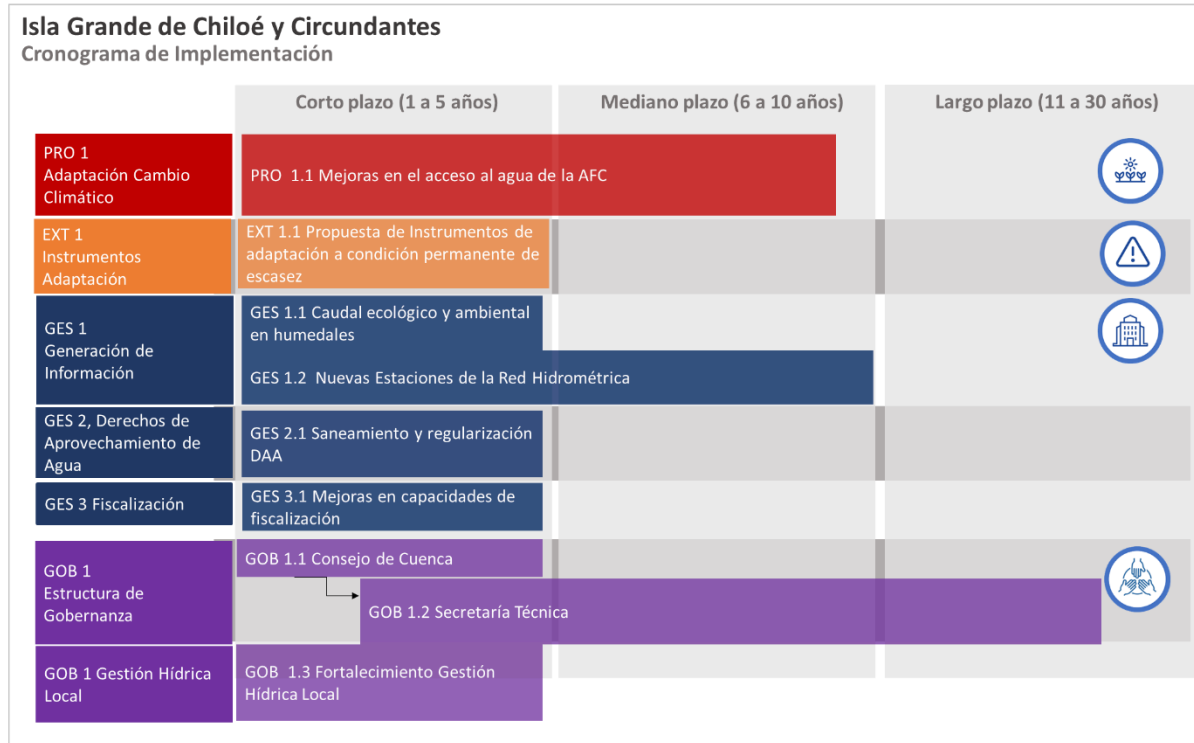 Isla Grande de Chiloé y Circundantes
Cronograma de Implementación
Corto plazo (1 a 5 años)
Mediano plazo (6 a 10 años)
Largo plazo (11 a 30 años)
PRO 1
Adaptación Cambio
Climático
PRO 1.1 Mejoras en el acceso al agua de la AFC
EXT 1
Instrumentos
Adaptación
EXT 1.1 Propuesta de Instrumentos de
adaptación a condición permanente de
escasez
GES 1
Generación de
Información
GES 1.1 Caudal ecológico y ambiental
en humedales
GES 1.2 Nuevas Estaciones de la Red Hidrométrica
GES 2, Derechos de
Aprovechamiento de
Agua
GES 2.1 Saneamiento y regularización
DAA
GES 3 Fiscalización
GES 3.1 Mejoras en capacidades de
fiscalización
GOB 1
Estructura de
Gobernanza
GOB 1.1 Consejo de Cuenca
GOB 1.2 Secretaría Técnica
GOB 1 Gestión Hídrica
Local
GOB 1.3 Fortalecimiento Gestión
Hídrica Local